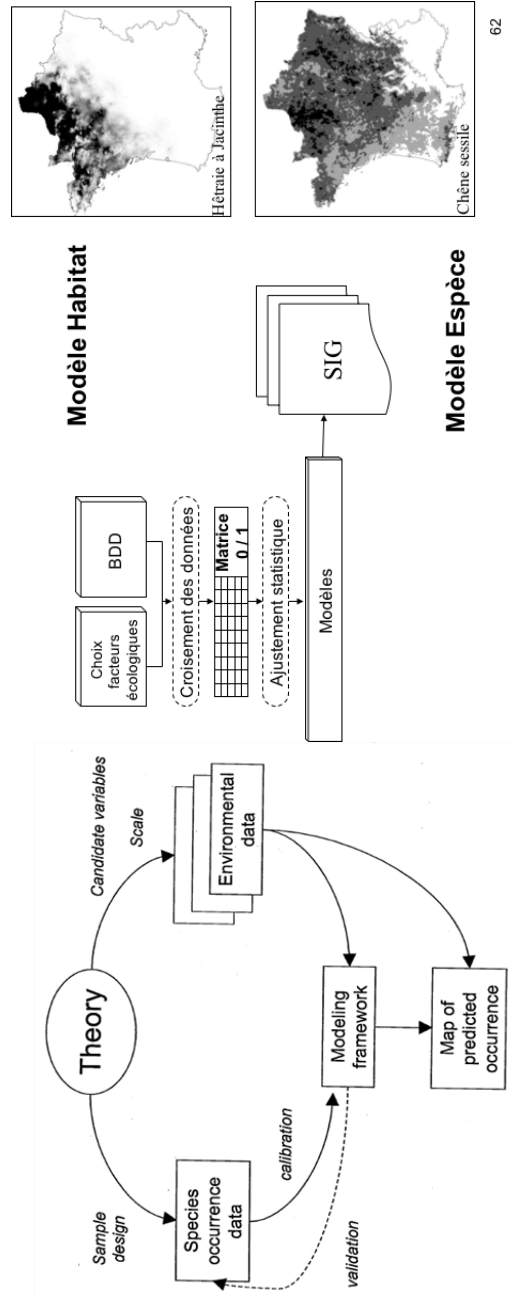 Theory
Sample
design
Candidate variables
Scale
Species
occurrence
data
Environmental
data
calibration
validation
Modeling
framework
Map of
predicted
occurrence
Choix
facteurs
écologiques
BDD
Croisement des données
Matrice
0 / 1
Ajustement statistique
Modèles
SIG
Modèle Habitat
Modèle Espèce
Hêtraie à Jacinthe
Chêne sessile
62